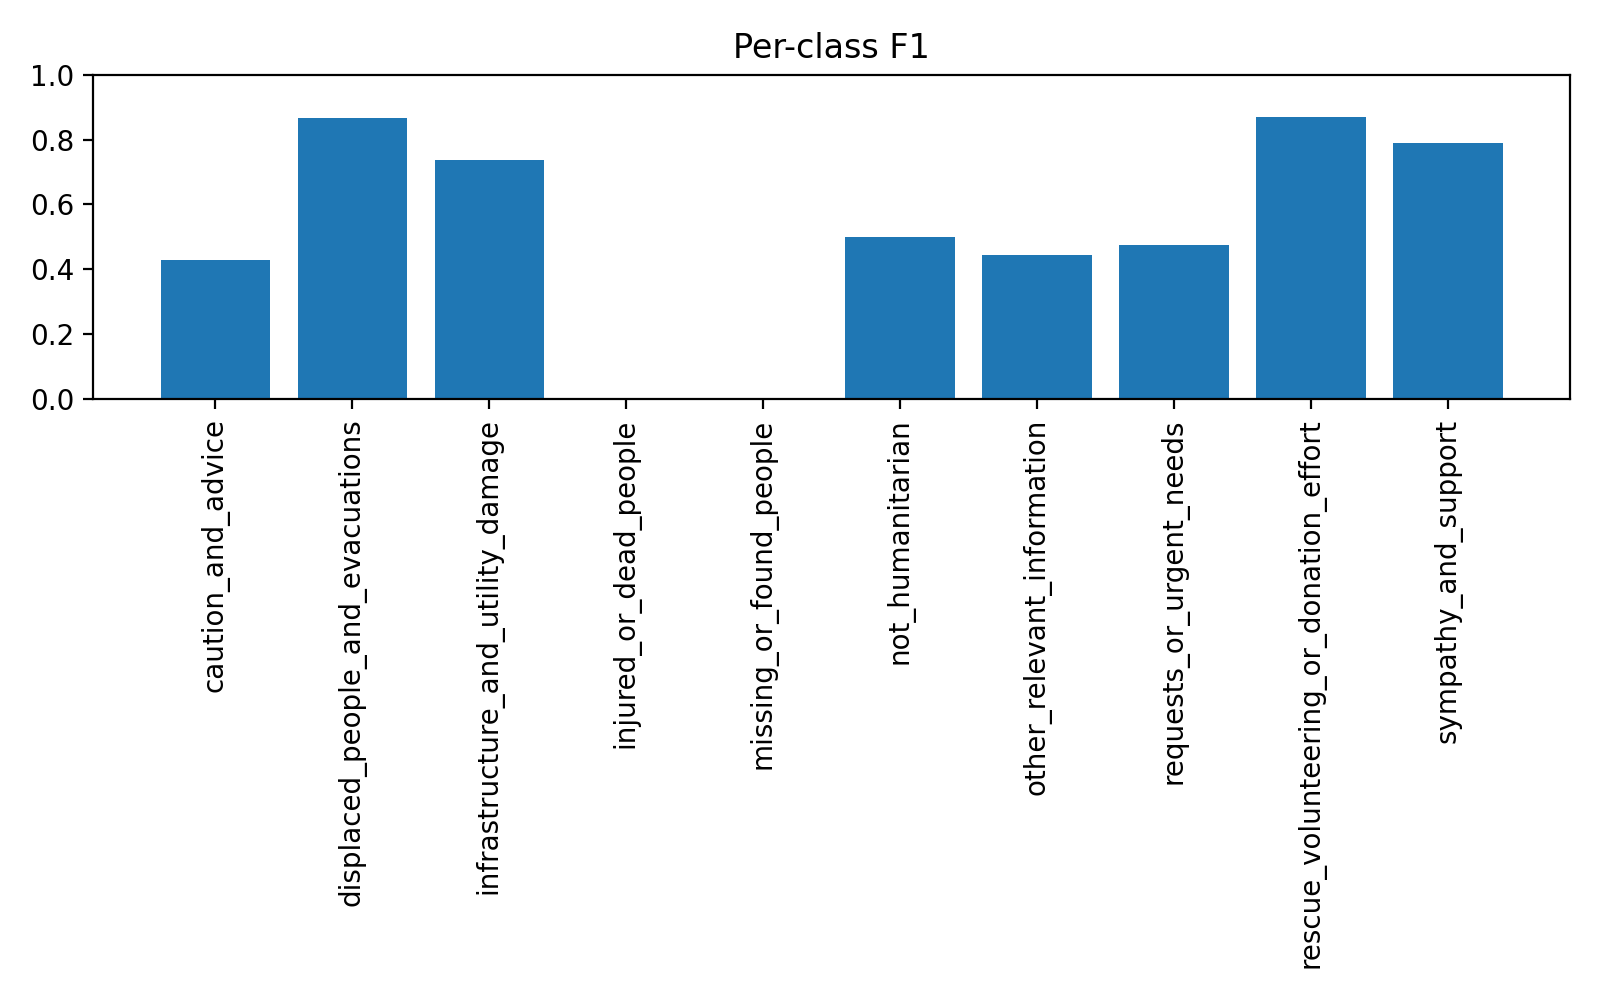 Per-class F1
1.0
0.8
0.6
0.4
0.2
0.0
caution_and_advice
displaced_people_and_evacuations
infrastructure_and_utility_damage
injured_or_dead_people
missing_or_found_people
not_humanitarian
other_relevant_information
requests_or_urgent_needs
rescue_volunteering_or_donation_effort
sympathy_and_support